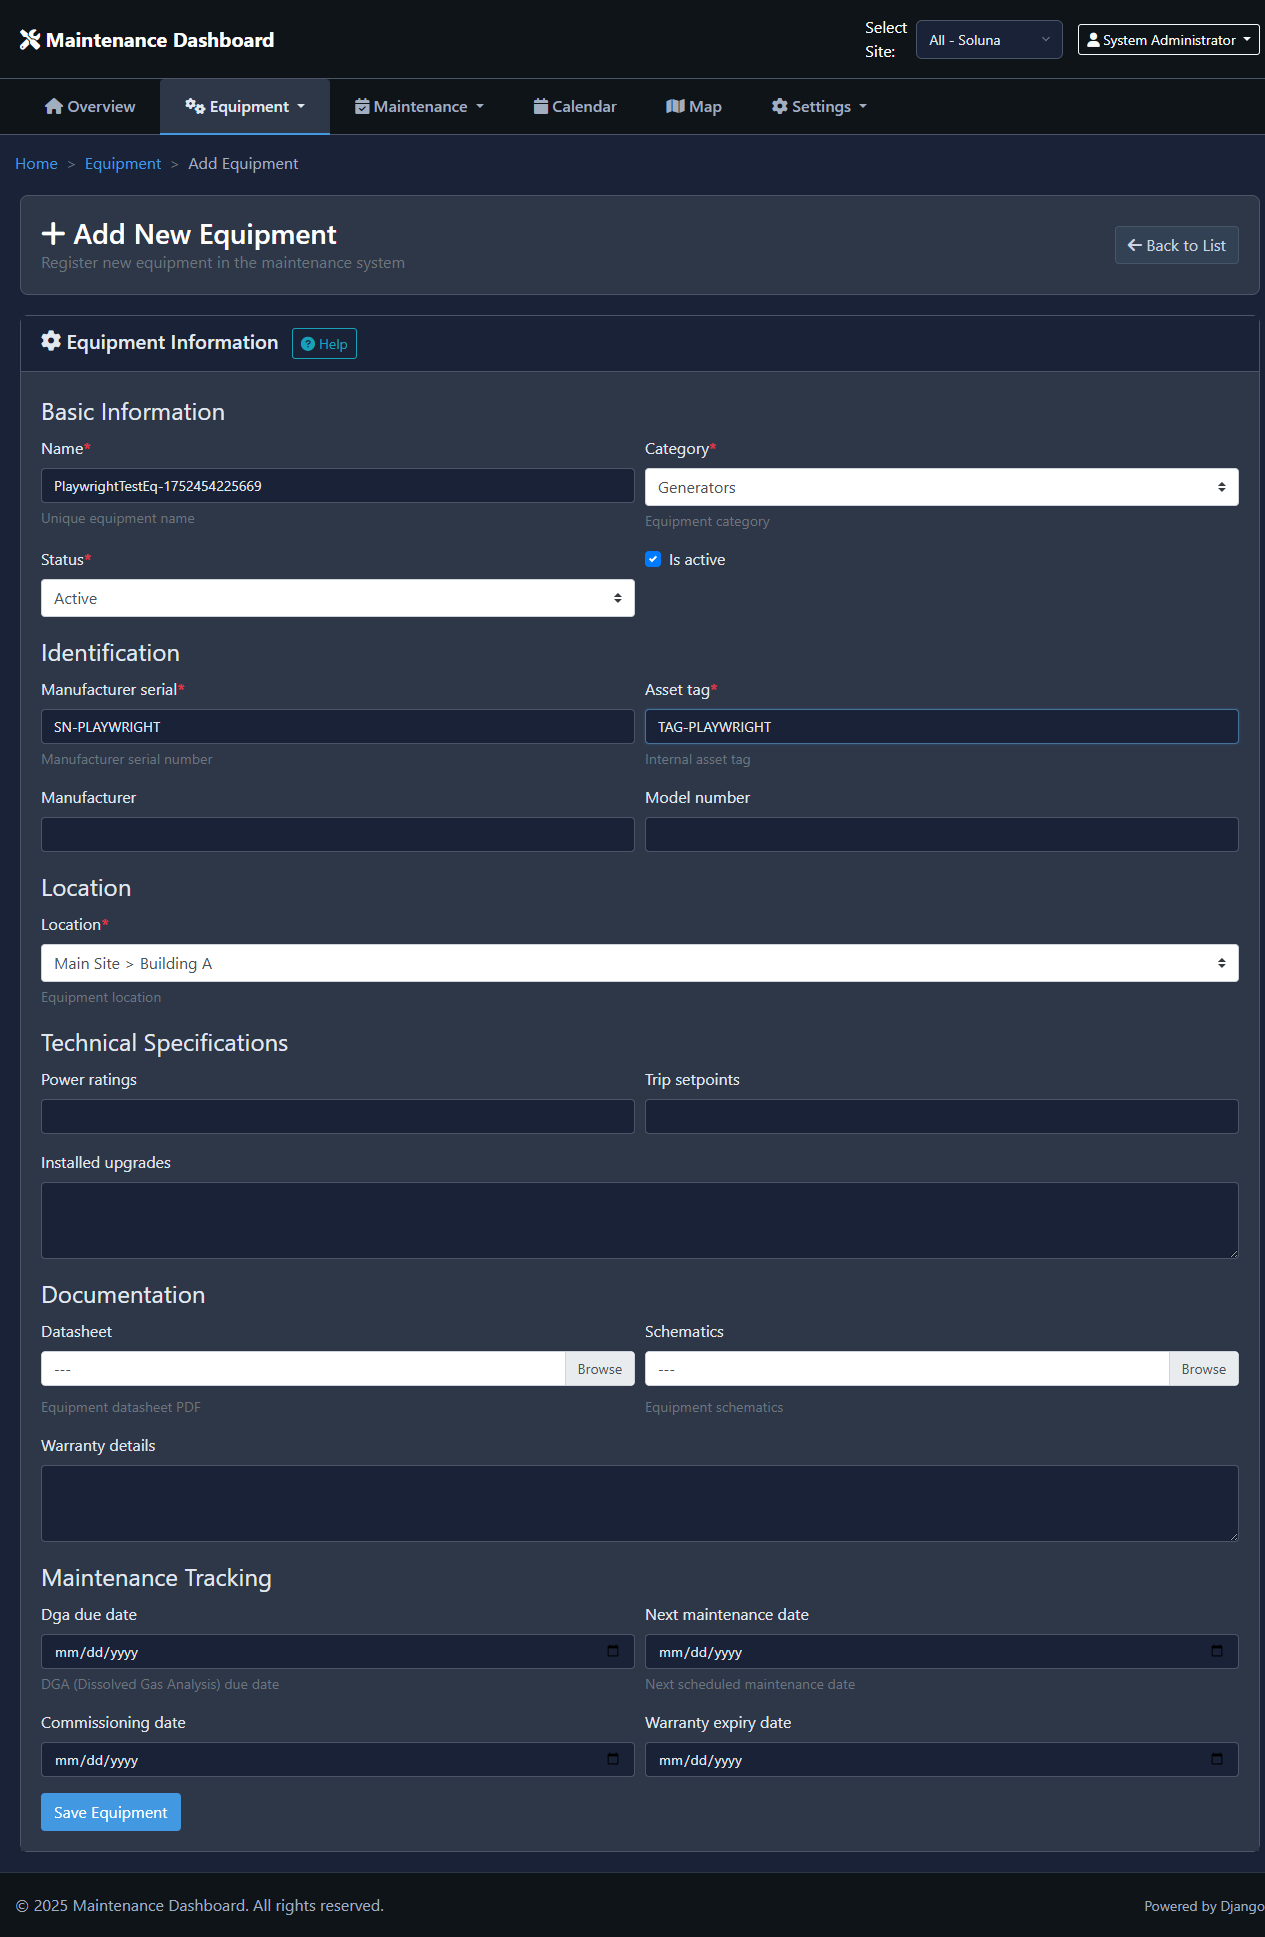 Maintenance Dashboard
Select
Site:
All - Soluna
System Administrator
Overview
Equipment
Maintenance
Calendar
Map
Settings
Home > Equipment > Add Equipment
Add New Equipment
Register new equipment in the maintenance system
Back to List
Equipment Information
Help
Basic Information
Name*
Category*
PlaywrightTestEq-1752454225669
Generators
Unique equipment name
Equipment category
Status*
Is active
Active
Identification
Manufacturer serial*
Asset tag*
SN-PLAYWRIGHT
TAG-PLAYWRIGHT
Manufacturer serial number
Internal asset tag
Manufacturer
Model number
Location
Location*
Main Site > Building A
Equipment location
Technical Specifications
Power ratings
Trip setpoints
Installed upgrades
Documentation
Datasheet
Schematics
---
Browse
---
Browse
Equipment datasheet PDF
Equipment schematics
Warranty details
Maintenance Tracking
Dga due date
Next maintenance date
mm/dd/yyyy
mm/dd/yyyy
DGA (Dissolved Gas Analysis) due date
Next scheduled maintenance date
Commissioning date
Warranty expiry date
mm/dd/yyyy
mm/dd/yyyy
Save Equipment
© 2025 Maintenance Dashboard. All rights reserved.
Powered by Django